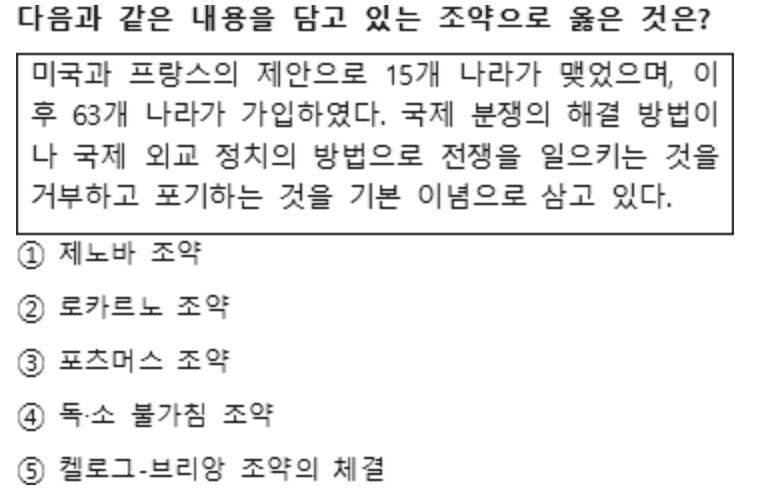 다음과 같은 내용을 담고 있는 조약으로 옳은 것은?
미국과 프랑스의 제안으로 15개 나라가 맺었으며, 이
후 63개 나라가 가입하였다. 국제 분쟁의 해결 방법이
나 국제 외교 정치의 방법으로 전쟁을 일으키는 것을
거부하고 포기하는 것을 기본 이념으로 삼고 있다.
① 제노바 조약
② 로카르노 조약
③ 포츠머스 조약
④ 독·소 불가침 조약
⑤ 켈로그-브리앙 조약의 체결